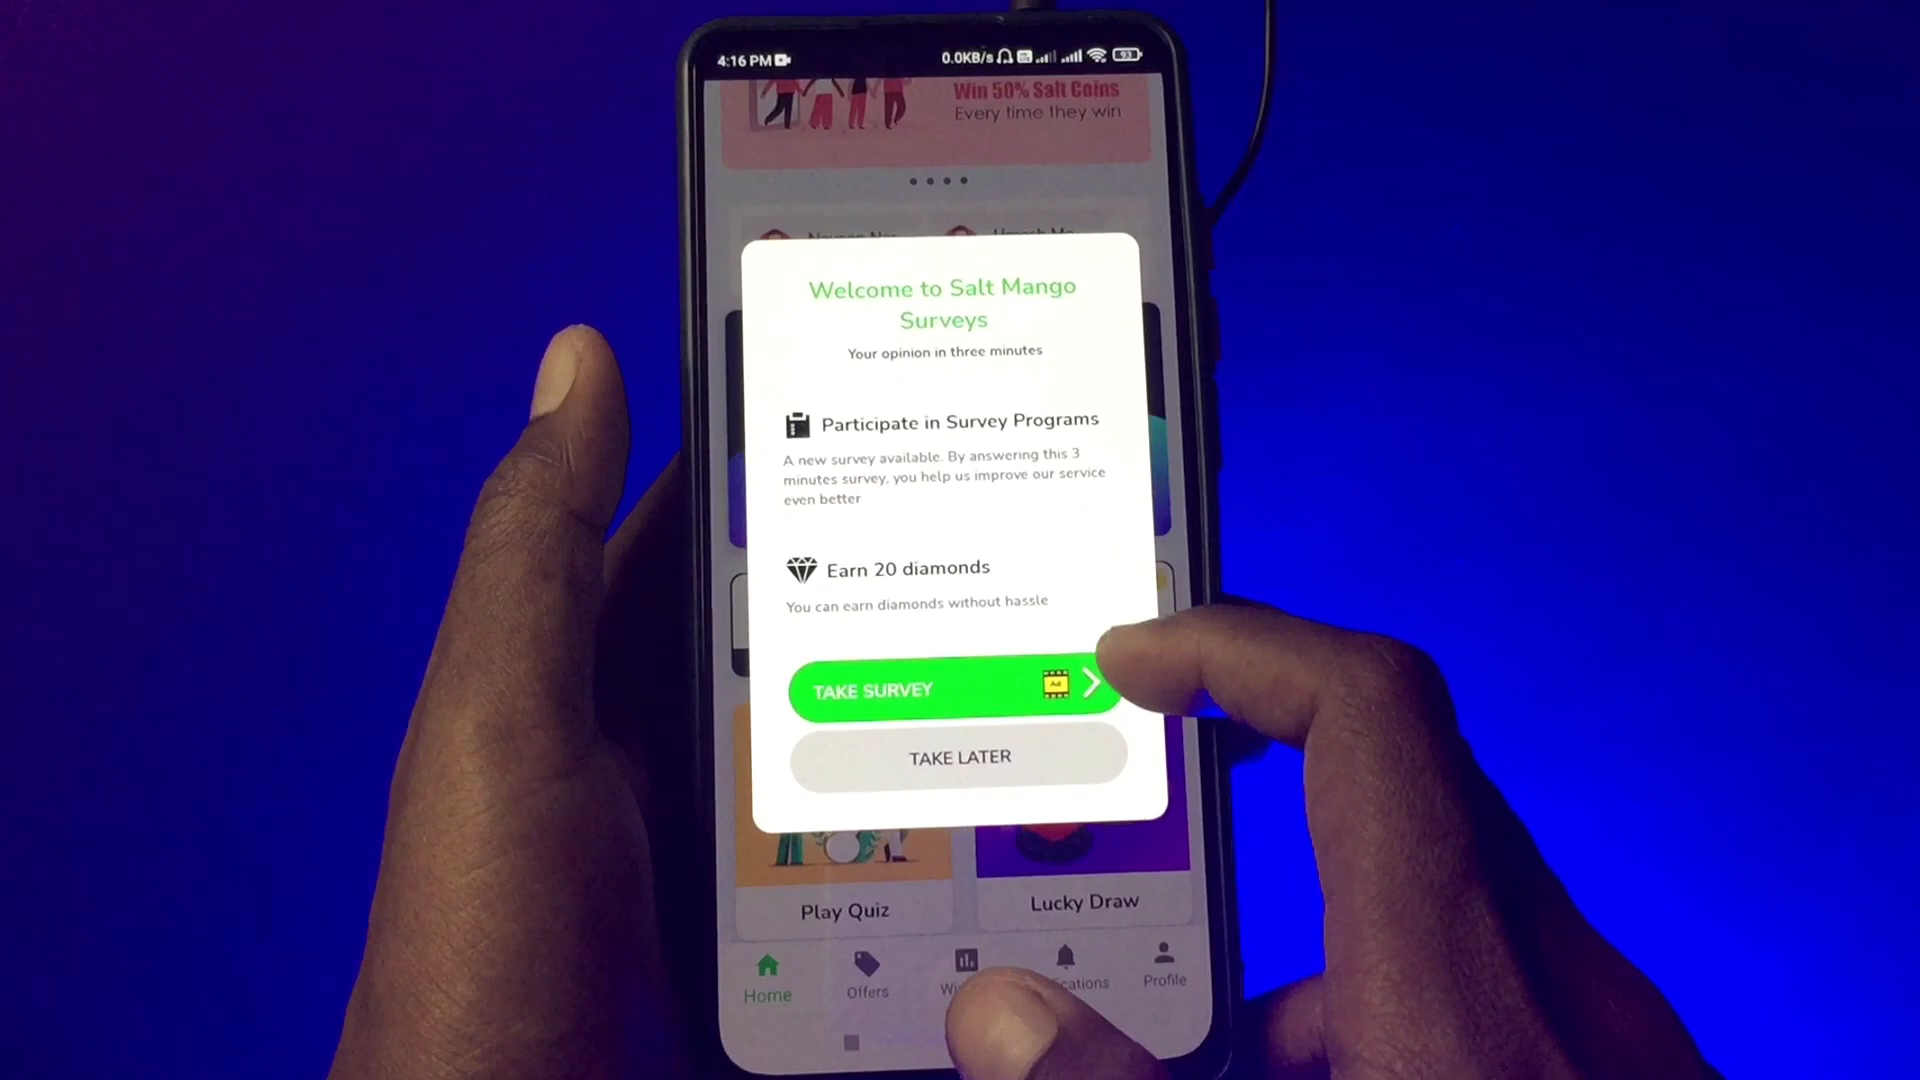 4:16 PM
0.0KB/s
93
Win 50% Salt Coins
Every time they win
Welcome to Salt Mango
Surveys
Your opinion in three minutes
Participate in Survey Programs
A new survey available. By answering this 3
minutes survey, you help us improve our service
even better
Earn 20 diamonds
You can earn diamonds without hassle
TAKE SURVEY
Ad
TAKE LATER
Play Quiz
Lucky Draw
Home
Offers
Profile